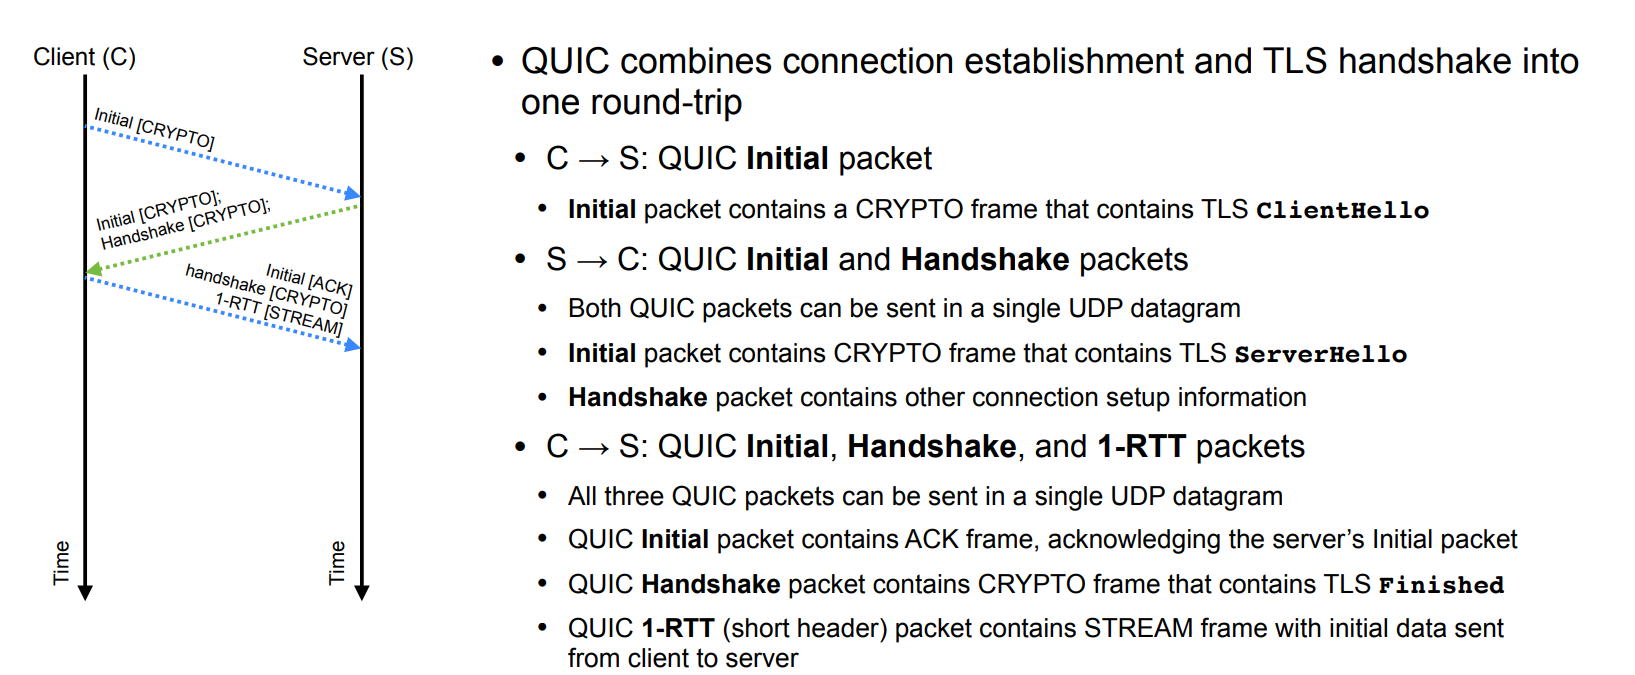 Client (C)
Server (S)
Initial [CRYPTO]
Initial [CRYPTO];
Handshake [CRYPTO];
Initial [ACK]
handshake [CRYPTO]
1-RTT [STREAM]
Time
Time
• QUIC combines connection establishment and TLS handshake into
one round-trip
• C → S: QUIC Initial packet
• Initial packet contains a CRYPTO frame that contains TLS ClientHello
• S → C: QUIC Initial and Handshake packets
• Both QUIC packets can be sent in a single UDP datagram
• Initial packet contains CRYPTO frame that contains TLS ServerHello
• Handshake packet contains other connection setup information
• C → S: QUIC Initial, Handshake, and 1-RTT packets
• All three QUIC packets can be sent in a single UDP datagram
• QUIC Initial packet contains ACK frame, acknowledging the server’s Initial packet
• QUIC Handshake packet contains CRYPTO frame that contains TLS Finished
• QUIC 1-RTT (short header) packet contains STREAM frame with initial data sent
from client to server